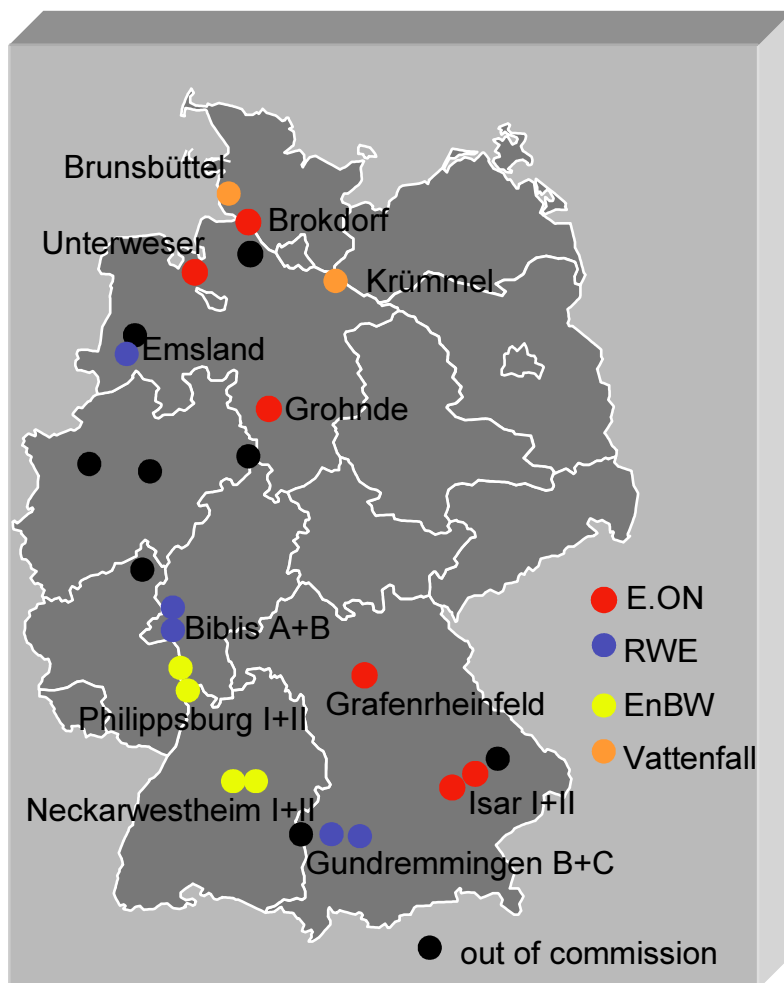 Brunsbüttel
Brokdorf
Unterweser
Krümmel
Emsland
Grohnde
E.ON
Biblis A+B
RWE
Grafenrheinfeld
EnBW
Philippsburg I+II
Vattenfall
Isar I+II
Neckarwestheim I+II
Gundremmingen B+C
out of commission